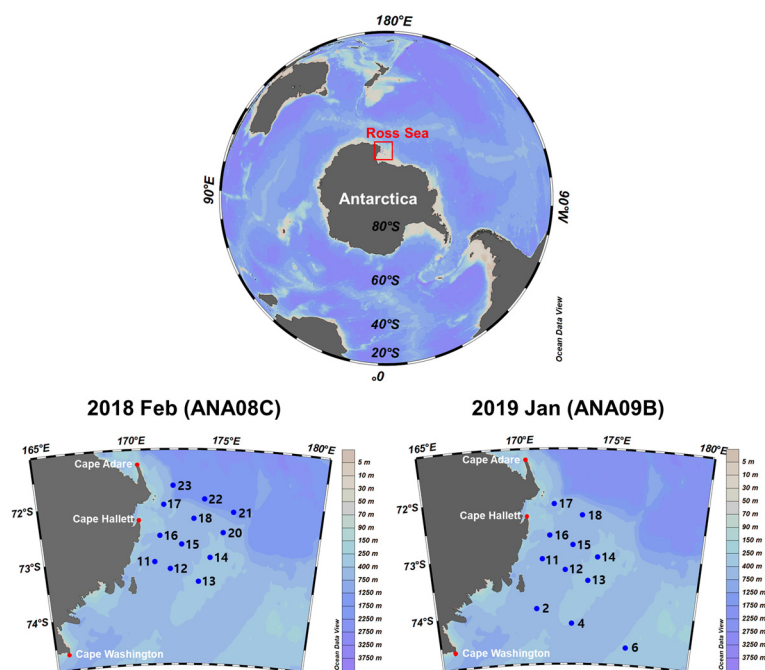 180°E
Ross Sea
90°E
Antarctica
90°W
80°S
60°S
40°S
20°S
0°
Ocean Data View
2018 Feb (ANA08C)
165°E
170°E
175°E
180°E
Cape Adare
23
22
17
21
72°S
Cape Hallett
18
20
16
15
14
11
12
73°S
13
74°S
Cape Washington
5 m
10 m
30 m
50 m
70 m
90 m
150 m
250 m
400 m
750 m
1250 m
1750 m
2250 m
2750 m
3250 m
3750 m
Ocean Data View
2019 Jan (ANA09B)
165°E
170°E
175°E
180°E
Cape Adare
17
72°S
Cape Hallett
18
16
15
14
11
12
73°S
13
2
4
74°S
6
Cape Washington
5 m
10 m
30 m
50 m
70 m
90 m
150 m
250 m
400 m
750 m
1250 m
1750 m
2250 m
2750 m
3250 m
3750 m
Ocean Data View